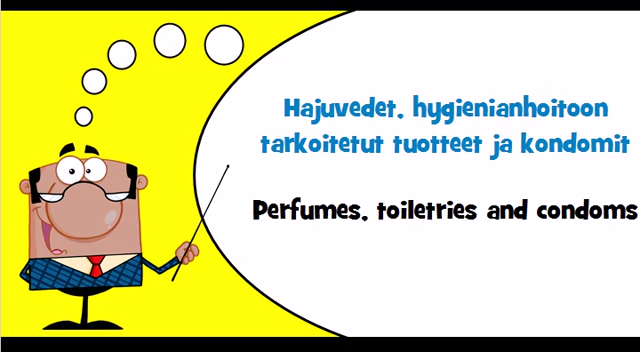 Hajuvedet, hygienianhoitoon
tarkoitetut tuotteet ja kondomit
Perfumes, toiletries and condoms